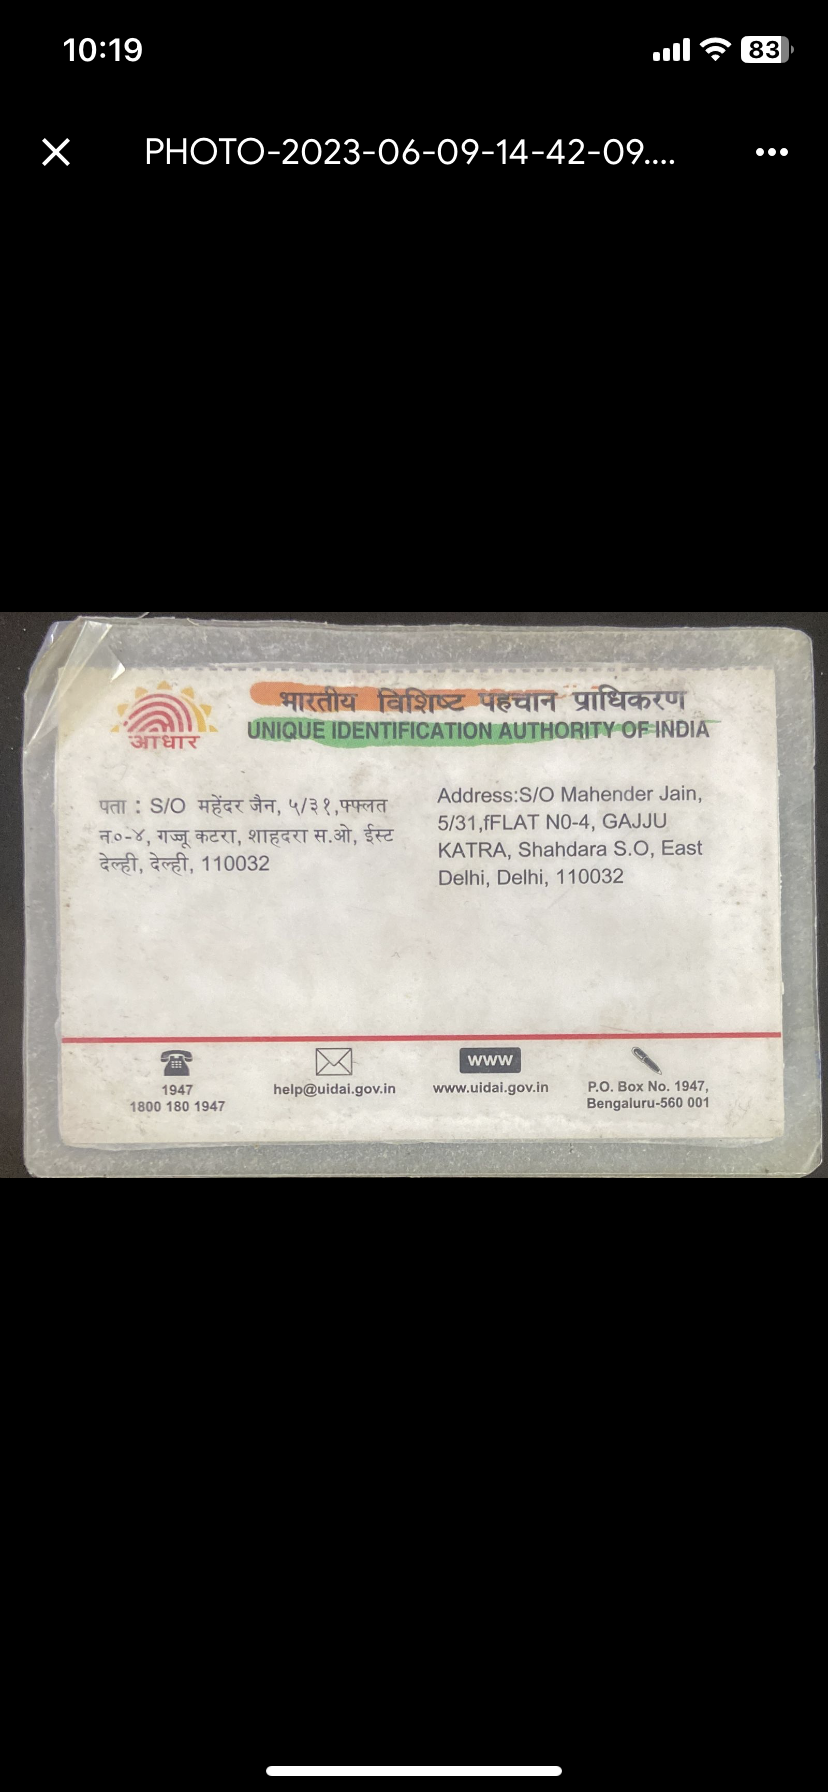 10:19
83
PHOTO-2023-06-09-14-42-09....
भारतीय विशिष्ट पहचान प्राधिकरण
UNIQUE IDENTIFICATION AUTHORITY OF INDIA
आधार
पता : S/O महेंदर जैन, ५/३१,फ्फ्लत
न०-४, गज्जू कटरा, शाहदरा स.ओ, ईस्ट
देल्ही, देल्ही, 110032
Address:S/O Mahender Jain,
5/31,fFLAT N0-4, GAJJU
KATRA, Shahdara S.O, East
Delhi, Delhi, 110032
1947
1800 180 1947
help@uidai.gov.in
WWW
www.uidai.gov.in
P.O. Box No. 1947,
Bengaluru-560 001